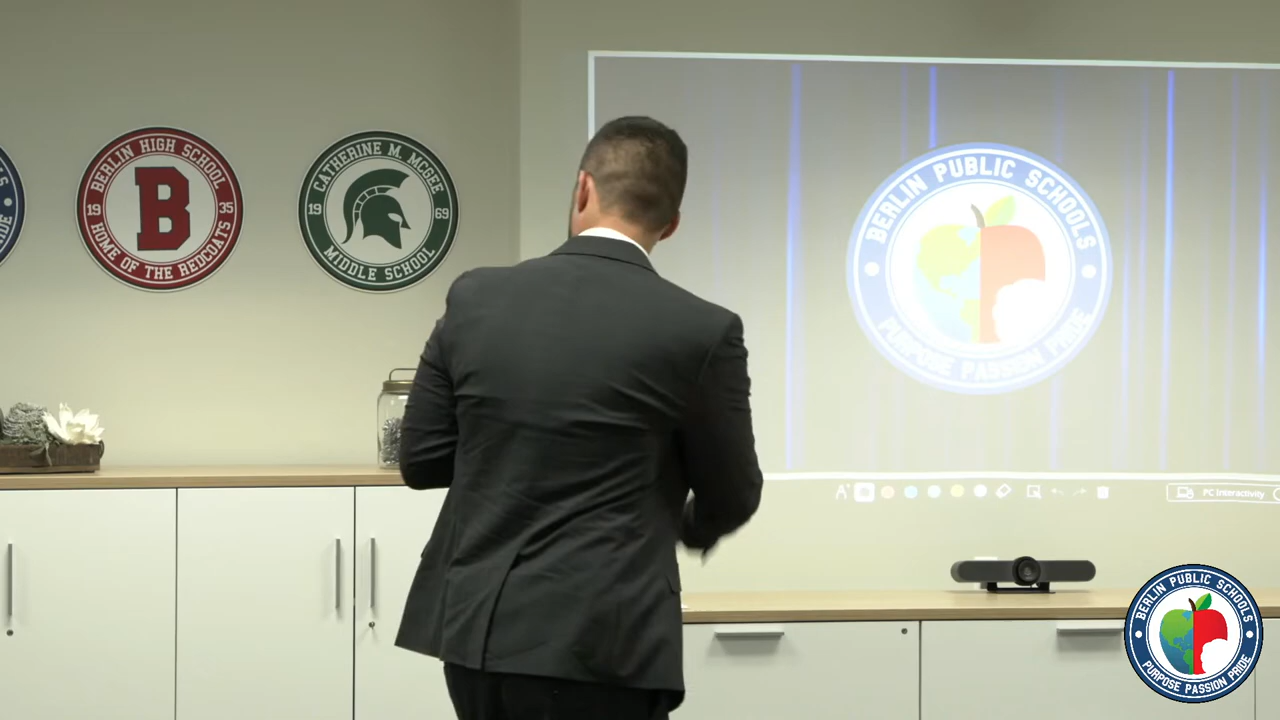 BERLIN HIGH SCHOOL
19 35
B
HOME OF THE REDCOATS
CATHERINE M. MCGEE
19 69
MIDDLE SCHOOL
BERLIN PUBLIC SCHOOLS
PURPOSE PASSION PRIDE
PC Interactivity
BERLIN PUBLIC SCHOOLS
PURPOSE PASSION PRIDE